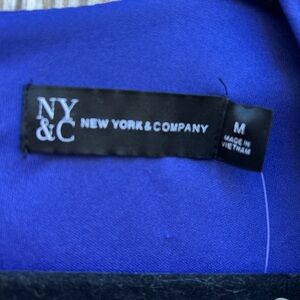 NY
&C NEW YORK & COMPANY
M
MADE IN
VIETNAM